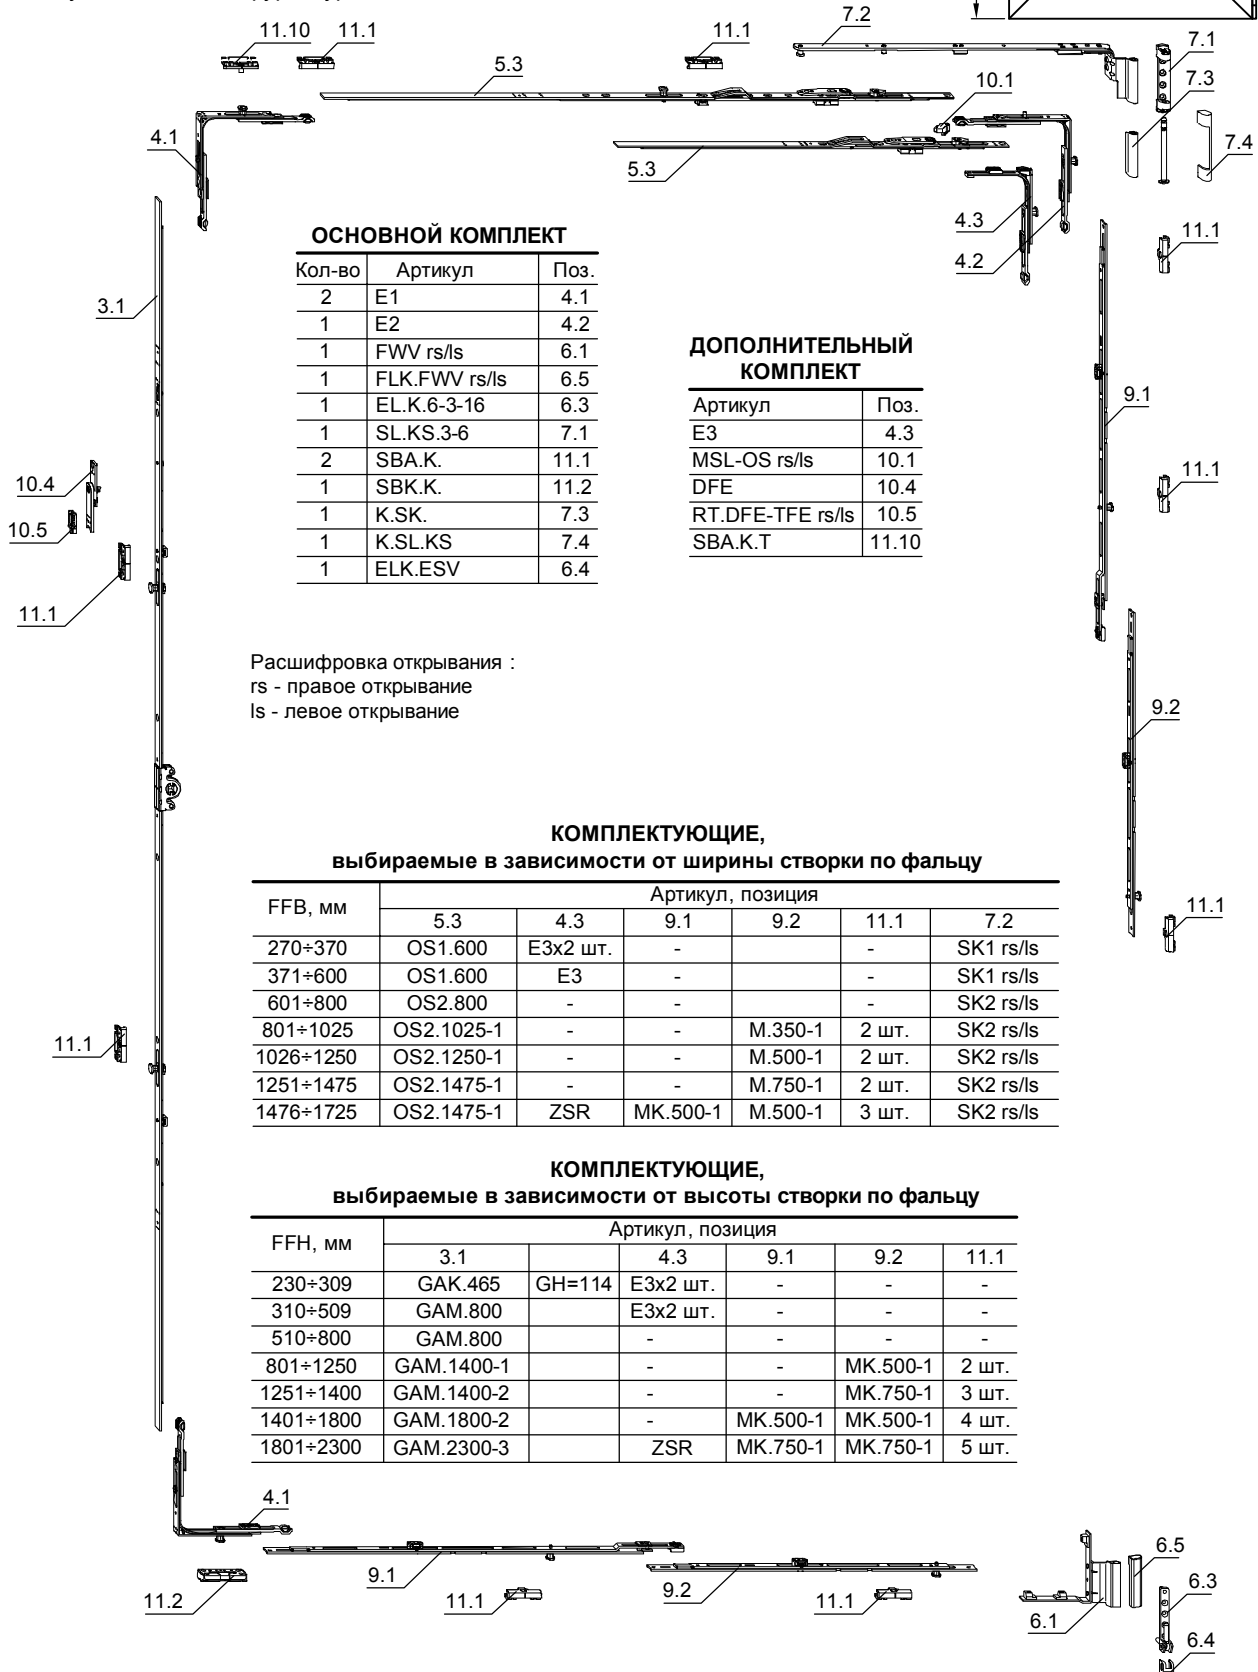 11.10
11.1
11.1
7.2
7.1
7.3
7.4
5.3
10.1
4.1
5.3
4.3
4.2
11.1
3.1
ОСНОВНОЙ КОМПЛЕКТ
Кол-во Артикул Поз.
2 E1 4.1
1 E2 4.2
1 FWV rs/ls 6.1
1 FLK.FWV rs/ls 6.5
1 EL.K.6-3-16 6.3
1 SL.KS.3-6 7.1
2 SBA.K. 11.1
1 SBK.K. 11.2
1 K.SK. 7.3
1 K.SL.KS 7.4
1 ELK.ESV 6.4
ДОПОЛНИТЕЛЬНЫЙ
КОМПЛЕКТ
Артикул Поз.
E3 4.3
MSL-OS rs/ls 10.1
DFE 10.4
RT.DFE-TFE rs/ls 10.5
SBA.K.T 11.10
9.1
11.1
10.4
10.5
11.1
Расшифровка открывания :
rs - правое открывание
ls - левое открывание
9.2
11.1
11.1
КОМПЛЕКТУЮЩИЕ,
выбираемые в зависимости от ширины створки по фальцу
FFB, мм Артикул, позиция
5.3 4.3 9.1 9.2 11.1 7.2
270÷370 OS1.600 E3x2 шт. - - SK1 rs/ls
371÷600 OS1.600 E3 - - SK1 rs/ls
601÷800 OS2.800 - - - SK2 rs/ls
801÷1025 OS2.1025-1 - - M.350-1 2 шт. SK2 rs/ls
1026÷1250 OS2.1250-1 - - M.500-1 2 шт. SK2 rs/ls
1251÷1475 OS2.1475-1 - - M.750-1 2 шт. SK2 rs/ls
1476÷1725 OS2.1475-1 ZSR MK.500-1 M.500-1 3 шт. SK2 rs/ls
КОМПЛЕКТУЮЩИЕ,
выбираемые в зависимости от высоты створки по фальцу
FFH, мм Артикул, позиция
3.1 4.3 9.1 9.2 11.1
230÷309 GAK.465 GH=114 E3x2 шт. - - -
310÷509 GAM.800 E3x2 шт. - - -
510÷800 GAM.800 - - - -
801÷1250 GAM.1400-1 - - MK.500-1 2 шт.
1251÷1400 GAM.1400-2 - - MK.750-1 3 шт.
1401÷1800 GAM.1800-2 - MK.500-1 MK.500-1 4 шт.
1801÷2300 GAM.2300-3 ZSR MK.750-1 MK.750-1 5 шт.
4.1
11.2
9.1
11.1
9.2
11.1
6.1
6.5
6.3
6.4